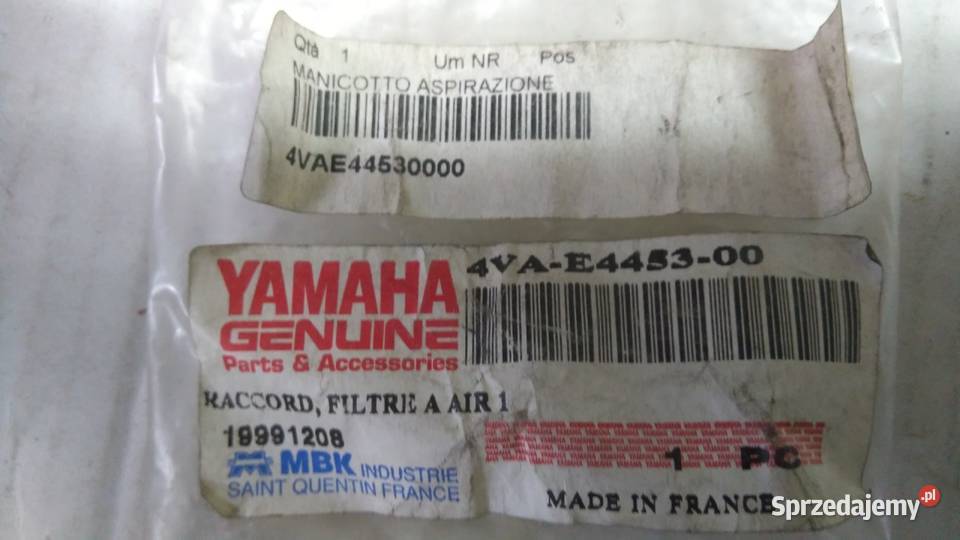 Qtà 1 Um NR Pos
MANICOTTO ASPIRAZIONE
4VAE44530000
4VA-E4453-00
YAMAHA
GENUINE
Parts & Accessories
RACCORD, FILTRE A AIR 1
19991208
1 PC
MBK INDUSTRIE
SAINT QUENTIN FRANCE
MADE IN FRANCE
Sprzedajemy.pl